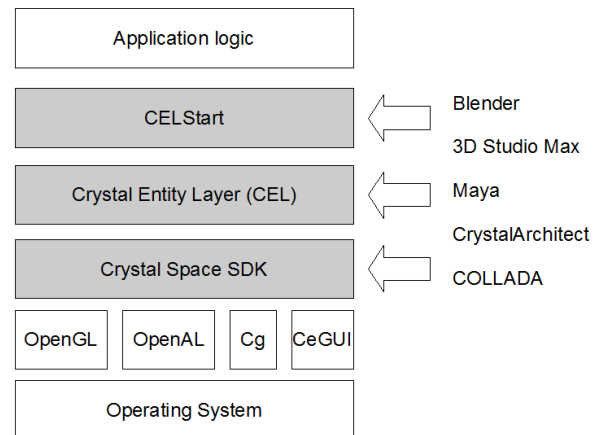 Application logic
CELStart
Crystal Entity Layer (CEL)
Crystal Space SDK
OpenGL
OpenAL
Cg
CeGUI
Operating System
Blender
3D Studio Max
Maya
CrystalArchitect
COLLADA